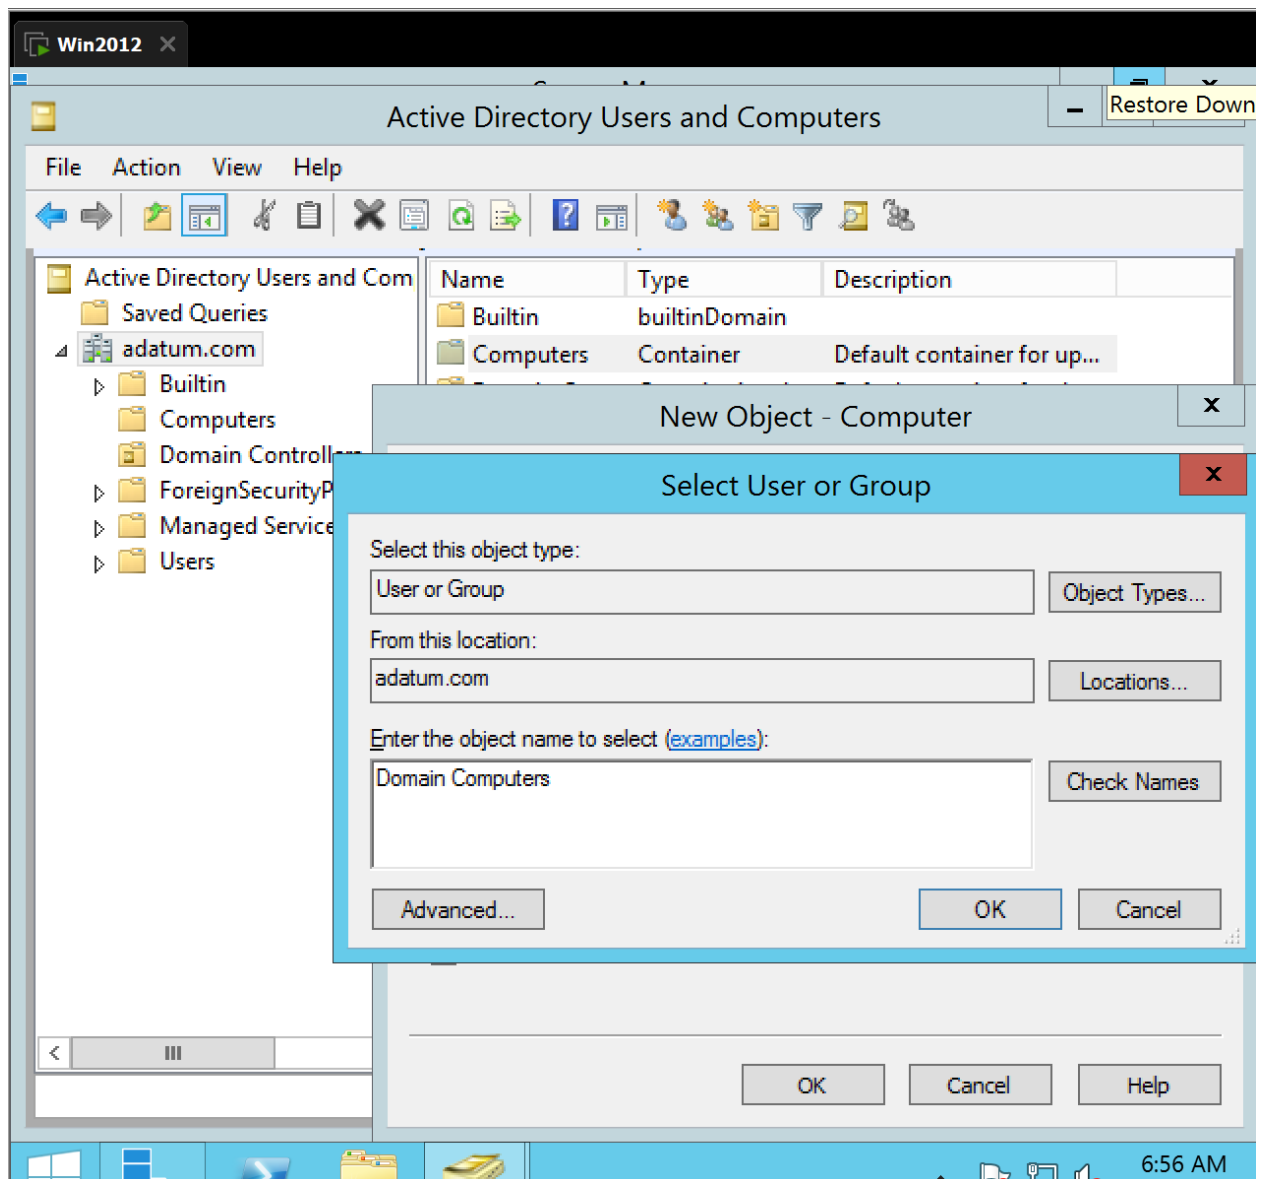 Win2012
Active Directory Users and Computers
Restore Down
File Action View Help
Active Directory Users and Com
Saved Queries
adatum.com
Builtin
Computers
Domain Controllers
ForeignSecurityP
Managed Service
Users
Name Type Description
Builtin builtinDomain
Computers Container Default container for up...
New Object - Computer
Select User or Group
Select this object type:
User or Group
Object Types...
From this location:
adatum.com
Locations...
Enter the object name to select (examples):
Domain Computers
Check Names
Advanced...
OK
Cancel
OK
Cancel
Help
6:56 AM